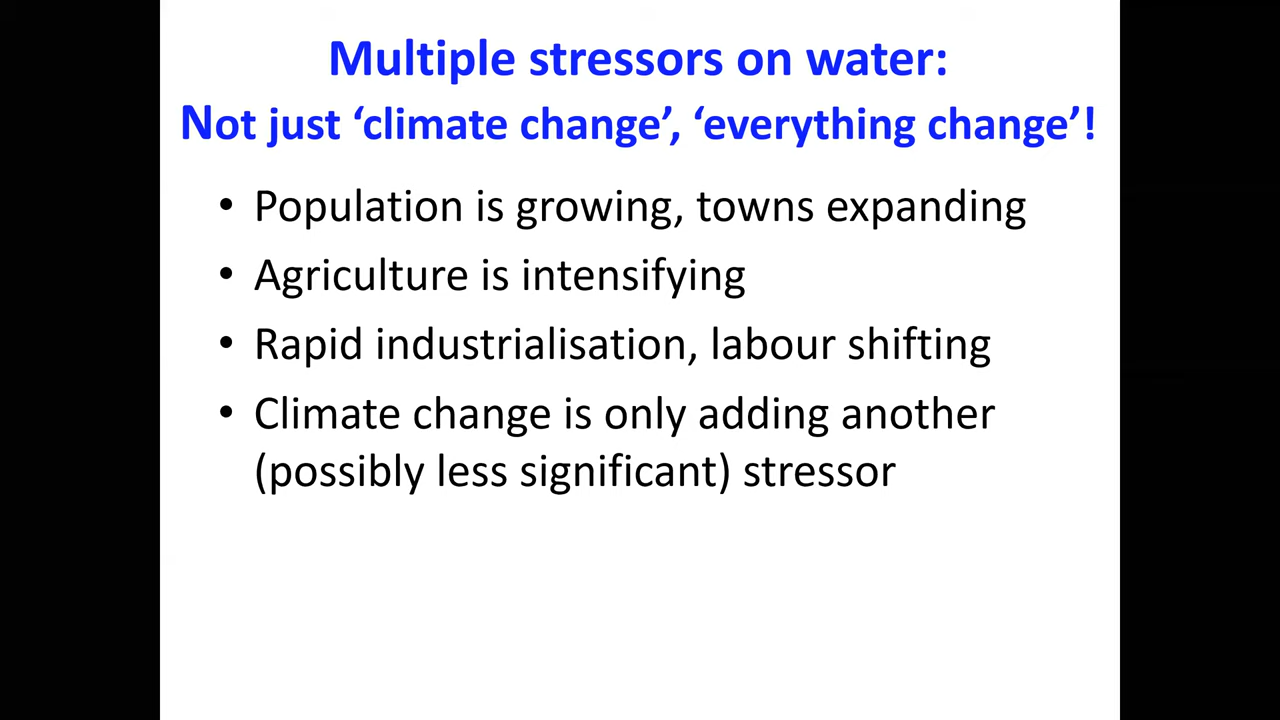 Multiple stressors on water:
Not just ‘climate change’, ‘everything change’!
• Population is growing, towns expanding
• Agriculture is intensifying
• Rapid industrialisation, labour shifting
• Climate change is only adding another
(possibly less significant) stressor